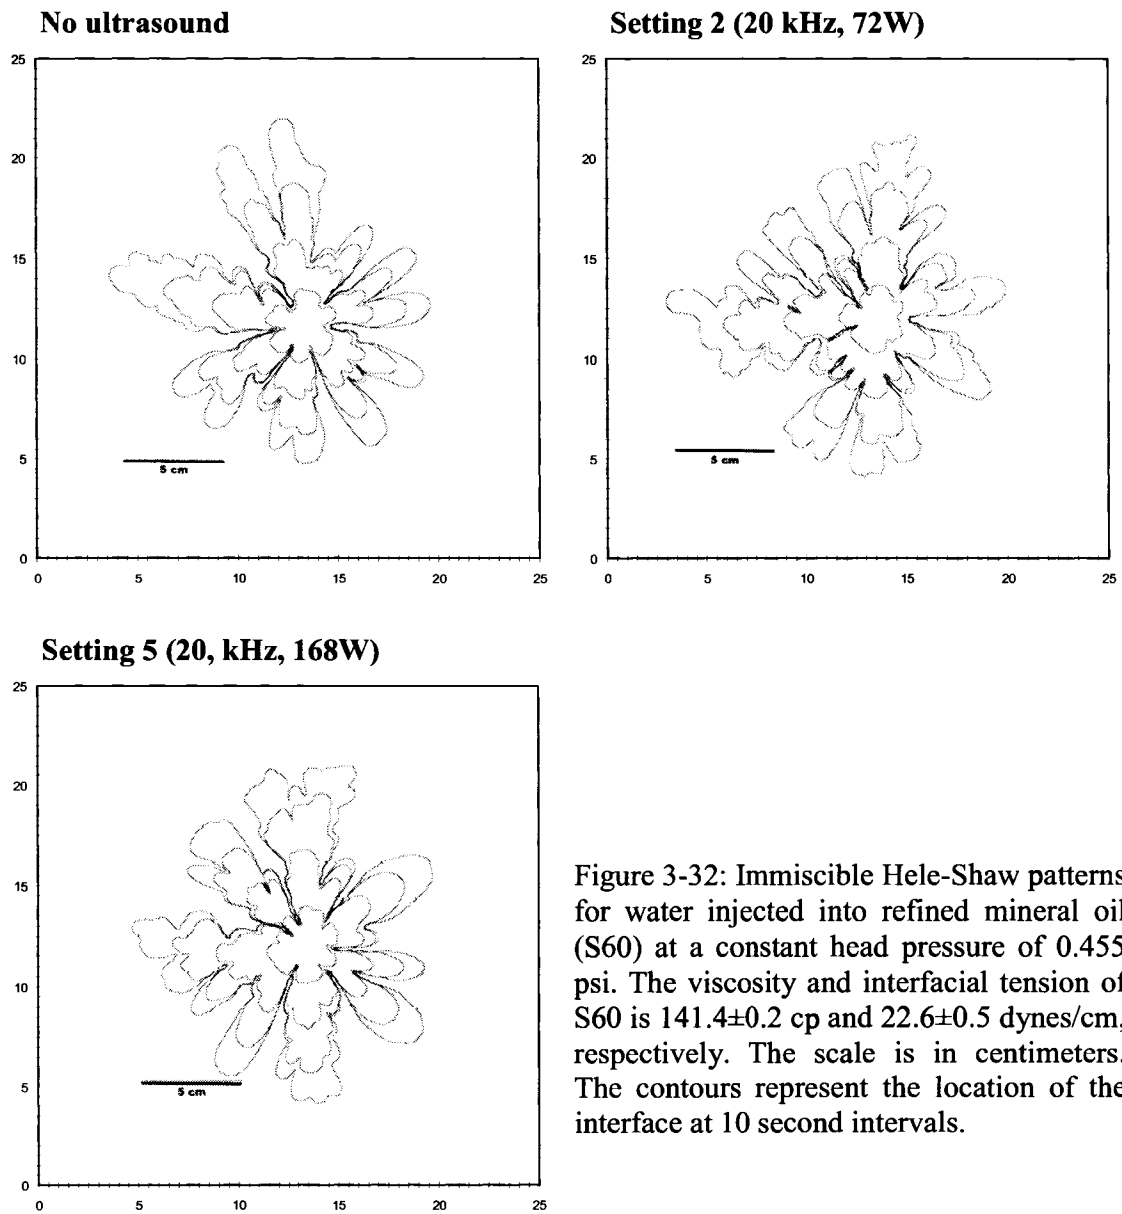 No ultrasound
Setting 2 (20 kHz, 72W)
25
20
15
10
5
0
5 cm
0 5 10 15 20 25
25
20
15
10
5
0
5 cm
0 5 10 15 20 25
Setting 5 (20, kHz, 168W)
25
20
15
10
5
0
5 cm
0 5 10 15 20 25
Figure 3-32: Immiscible Hele-Shaw patterns
for water injected into refined mineral oil
(S60) at a constant head pressure of 0.455
psi. The viscosity and interfacial tension of
S60 is 141.4±0.2 cp and 22.6±0.5 dynes/cm,
respectively. The scale is in centimeters.
The contours represent the location of the
interface at 10 second intervals.